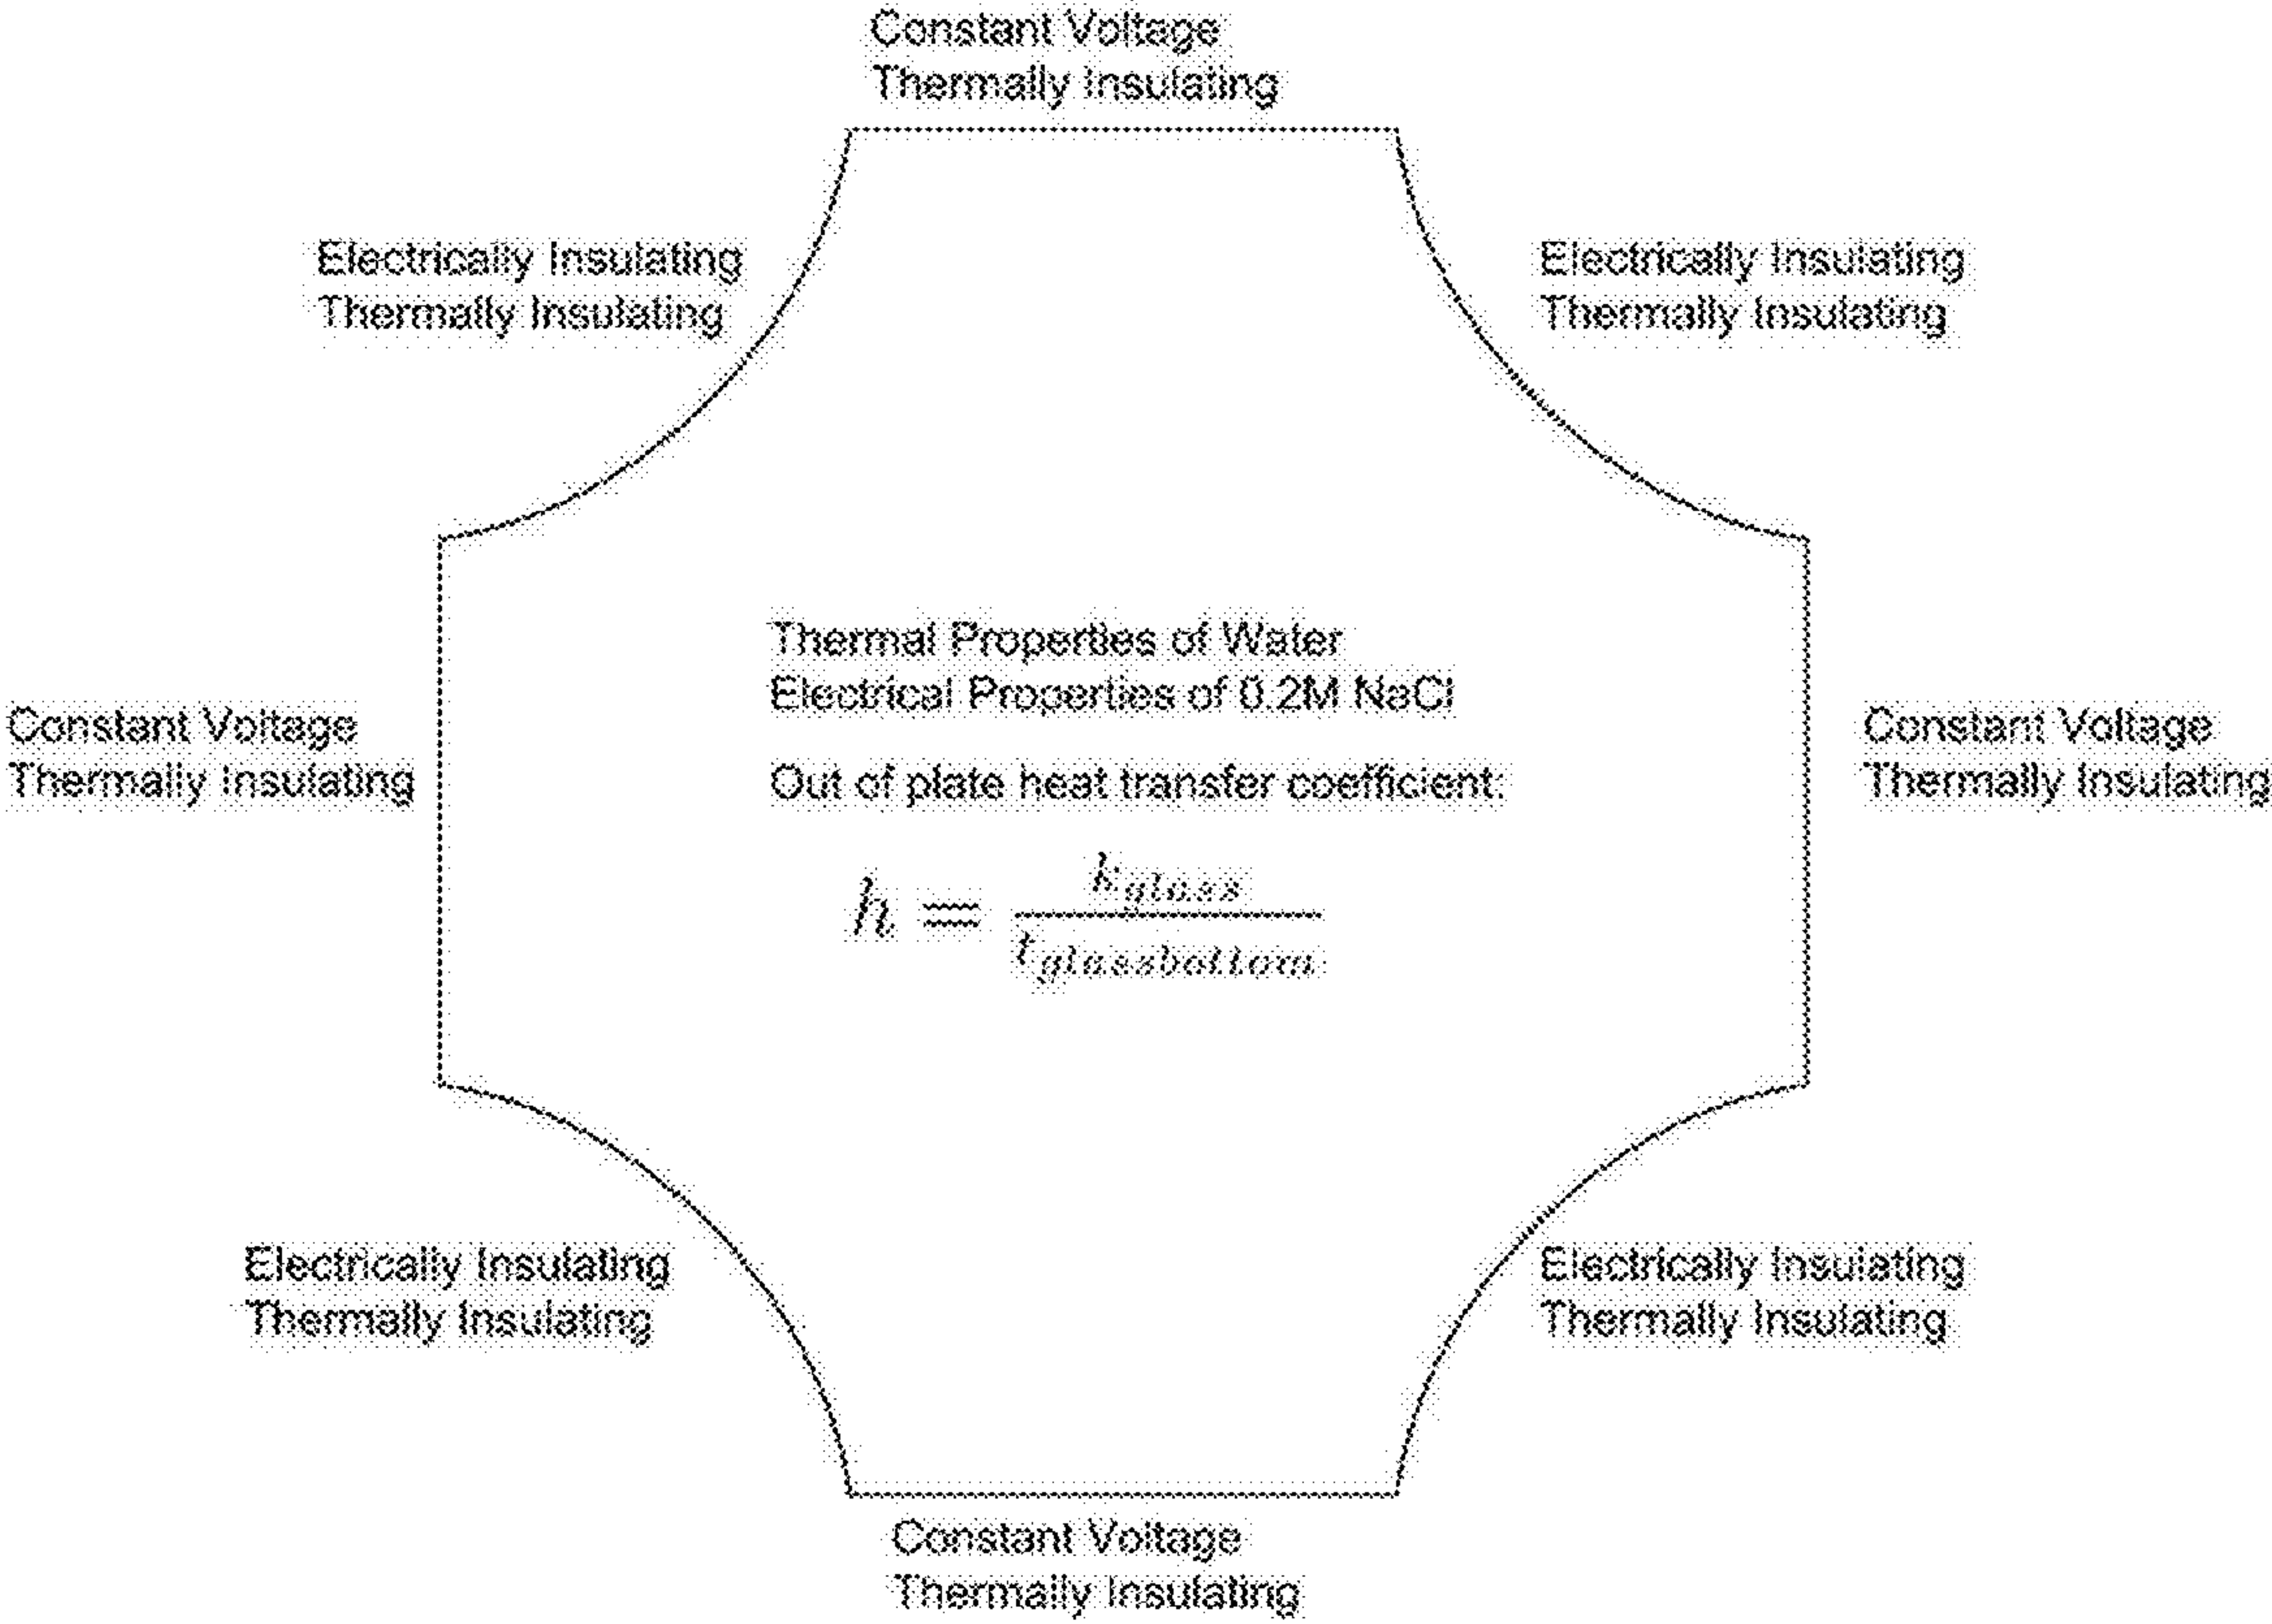 Constant Voltage
Thermally Insulating
Electrically Insulating
Thermally Insulating
Electrically Insulating
Thermally Insulating
Thermal Properties of Water
Electrical Properties of 0.2M NaCl
Constant Voltage
Thermally Insulating
Constant Voltage
Thermally Insulating
Out of plate heat transfer coefficient:
h = k_glass / t_glassbottom
Electrically Insulating
Thermally Insulating
Electrically Insulating
Thermally Insulating
Constant Voltage
Thermally Insulating